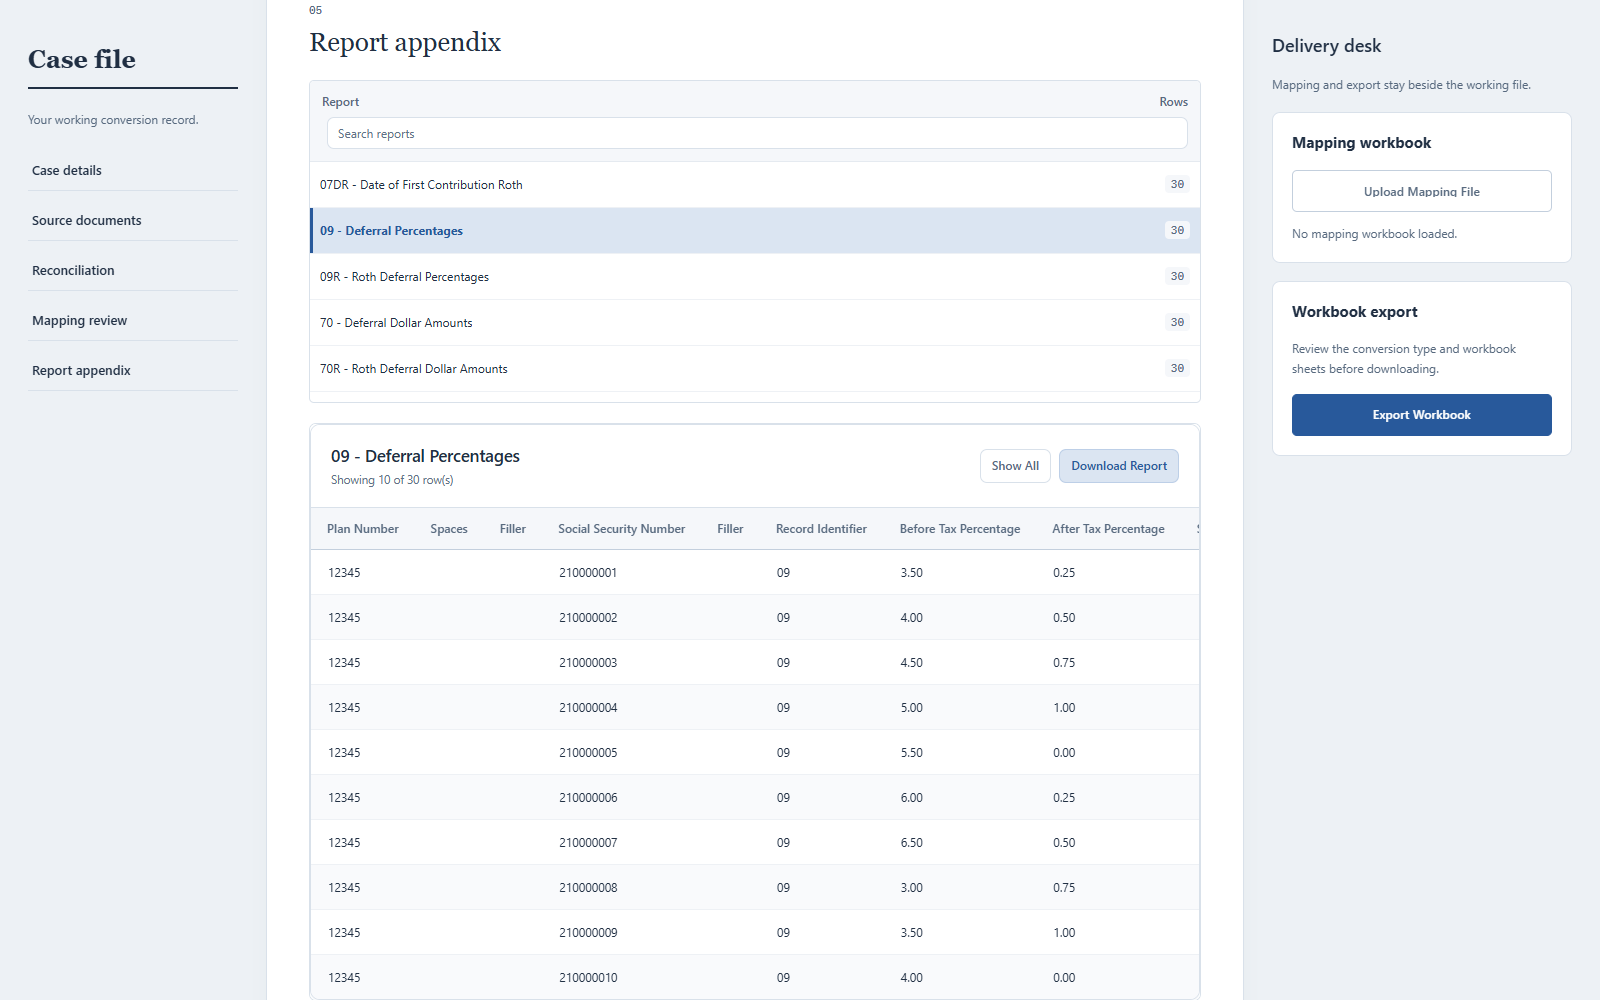 Case file
Your working conversion record.
Case details
Source documents
Reconciliation
Mapping review
Report appendix
05
Report appendix
Report Rows
Search reports
07DR - Date of First Contribution Roth 30
09 - Deferral Percentages 30
09R - Roth Deferral Percentages 30
70 - Deferral Dollar Amounts 30
70R - Roth Deferral Dollar Amounts 30
09 - Deferral Percentages
Showing 10 of 30 row(s)
Show All Download Report
Plan Number Spaces Filler Social Security Number Filler Record Identifier Before Tax Percentage After Tax Percentage
12345 210000001 09 3.50 0.25
12345 210000002 09 4.00 0.50
12345 210000003 09 4.50 0.75
12345 210000004 09 5.00 1.00
12345 210000005 09 5.50 0.00
12345 210000006 09 6.00 0.25
12345 210000007 09 6.50 0.50
12345 210000008 09 3.00 0.75
12345 210000009 09 3.50 1.00
12345 210000010 09 4.00 0.00
Delivery desk
Mapping and export stay beside the working file.
Mapping workbook
Upload Mapping File
No mapping workbook loaded.
Workbook export
Review the conversion type and workbook
sheets before downloading.
Export Workbook